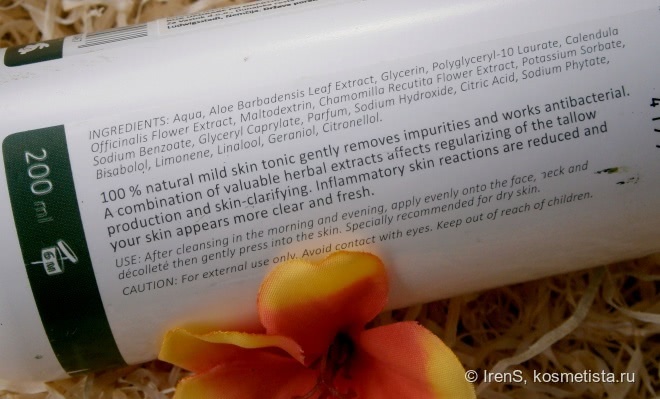 Ludwigsstadt, Nemčija
INGREDIENTS: Aqua, Aloe Barbadensis Leaf Extract, Glycerin, Polyglyceryl-10 Laurate, Calendula
Officinalis Flower Extract, Maltodextrin, Chamomilla Recutita Flower Extract, Potassium Sorbate,
Sodium Benzoate, Glyceryl Caprylate, Parfum, Sodium Hydroxide, Citric Acid, Sodium Phytate,
Bisabolol, Limonene, Linalool, Geraniol, Citronellol.
100 % natural mild skin tonic gently removes impurities and works antibacterial.
A combination of valuable herbal extracts affects regularizing of the tallow
production and skin-clarifying. Inflammatory skin reactions are reduced and
your skin appears more clear and fresh.
USE: After cleansing in the morning and evening, apply evenly onto the face, neck and
décolleté then gently press into the skin. Specially recommended for dry skin.
CAUTION: For external use only. Avoid contact with eyes. Keep out of reach of children.
200 ml
6 M
© IrenS, kosmetista.ru